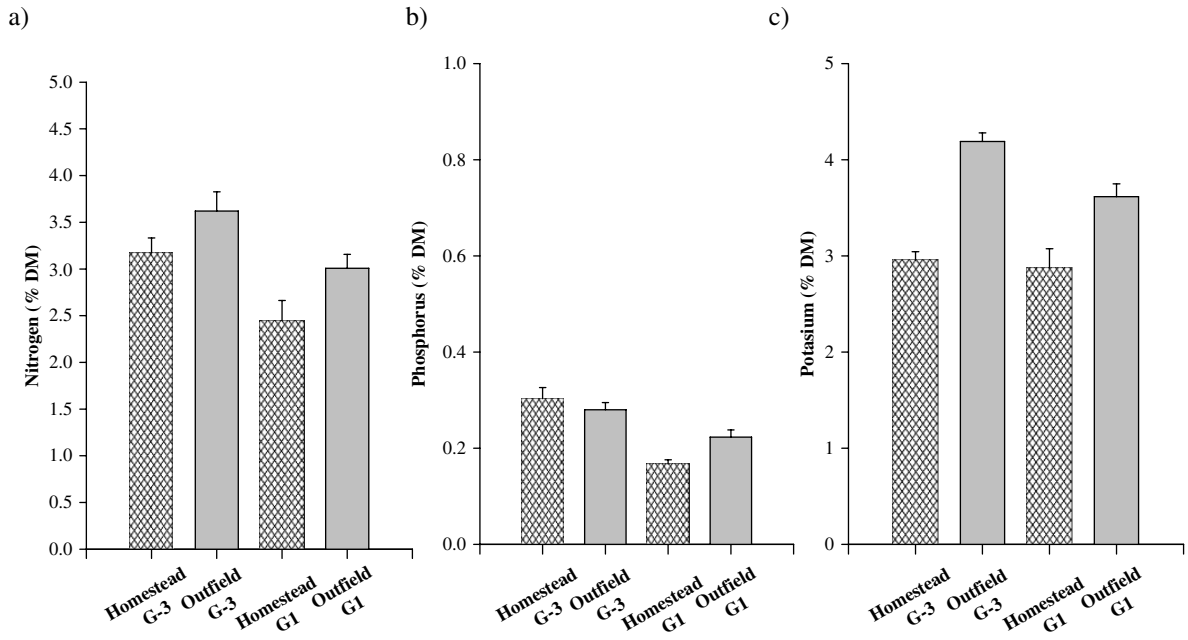 a)
Nitrogen (% DM)
5.0
4.5
4.0
3.5
3.0
2.5
2.0
1.5
1.0
0.5
0.0
Homestead
G-3
Outfield
G-3
Homestead
G1
Outfield
G1
b)
Phosphorus (% DM)
1.0
0.8
0.6
0.4
0.2
0.0
Homestead
G-3
Outfield
G-3
Homestead
G1
Outfield
G1
c)
Potasium (% DM)
5
4
3
2
1
0
Homestead
G-3
Outfield
G-3
Homestead
G1
Outfield
G1